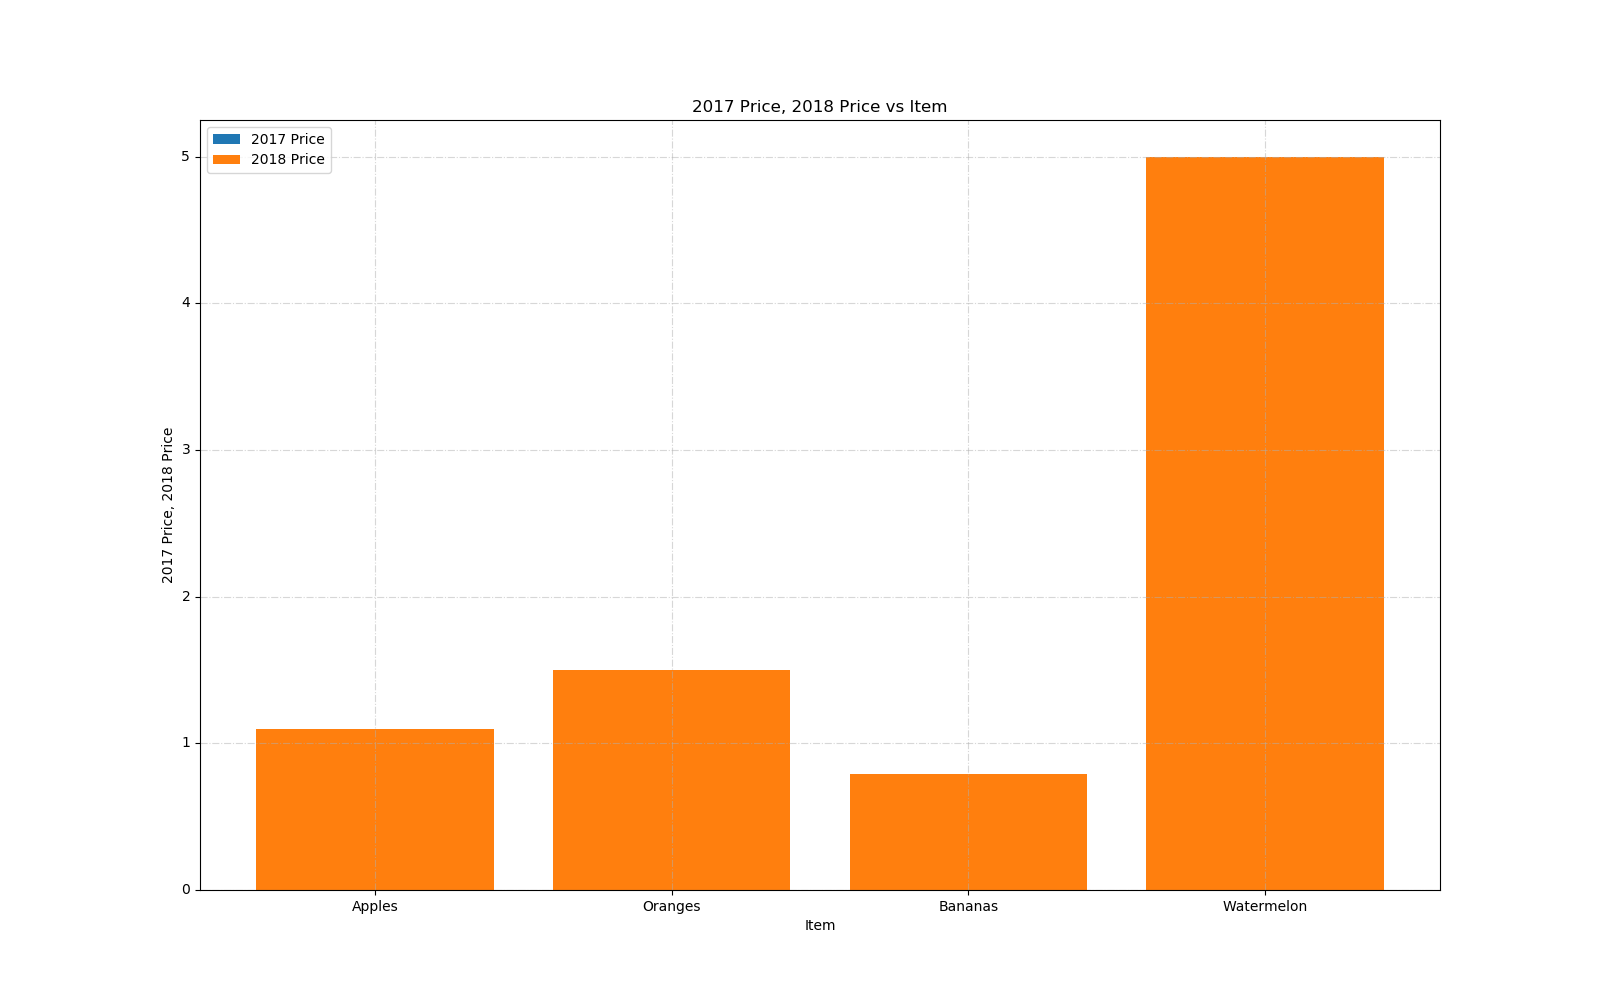 2017 Price, 2018 Price vs Item
2017 Price
2018 Price
5
4
3
2
1
0
2017 Price, 2018 Price
Apples
Oranges
Bananas
Watermelon
Item